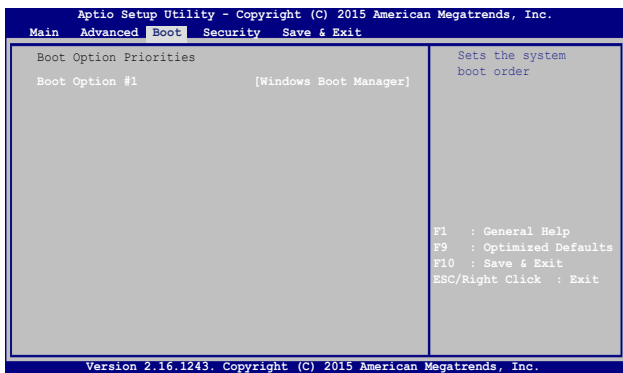 Aptio Setup Utility - Copyright (C) 2015 American Megatrends, Inc.
Main Advanced Boot Security Save & Exit
Boot Option Priorities
Boot Option #1 [Windows Boot Manager]
Sets the system
boot order
F1 : General Help
F9 : Optimized Defaults
F10 : Save & Exit
ESC/Right Click : Exit
Version 2.16.1243. Copyright (C) 2015 American Megatrends, Inc.